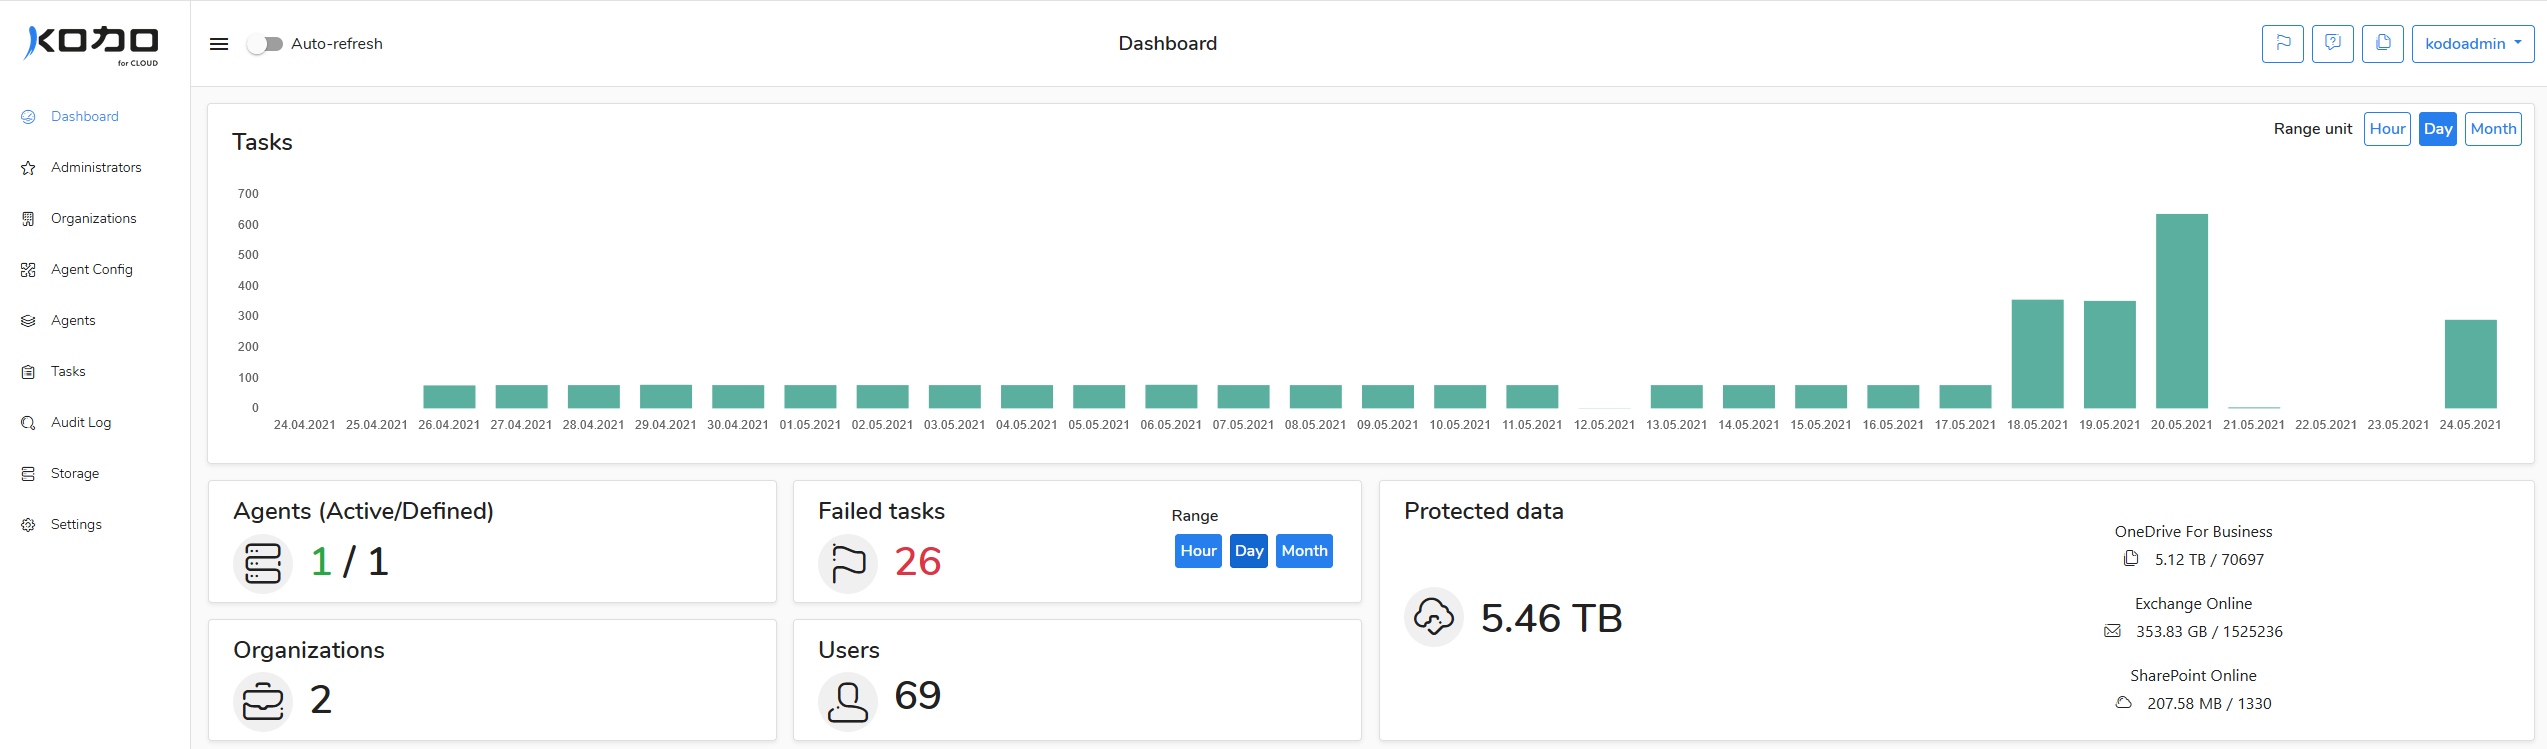 KODO
for CLOUD
Auto-refresh
Dashboard
kodoadmin
Dashboard
Administrators
Organizations
Agent Config
Agents
Tasks
Audit Log
Storage
Settings
Tasks
Range unit Hour Day Month
700
600
500
400
300
200
100
0
24.04.2021 25.04.2021 26.04.2021 27.04.2021 28.04.2021 29.04.2021 30.04.2021 01.05.2021 02.05.2021 03.05.2021 04.05.2021 05.05.2021 06.05.2021 07.05.2021 08.05.2021 09.05.2021 10.05.2021 11.05.2021 12.05.2021 13.05.2021 14.05.2021 15.05.2021 16.05.2021 17.05.2021 18.05.2021 19.05.2021 20.05.2021 21.05.2021 22.05.2021 23.05.2021 24.05.2021
Agents (Active/Defined)
1 / 1
Failed tasks
26
Range
Hour Day Month
Organizations
2
Users
69
Protected data
5.46 TB
OneDrive For Business
5.12 TB / 70697
Exchange Online
353.83 GB / 1525236
SharePoint Online
207.58 MB / 1330